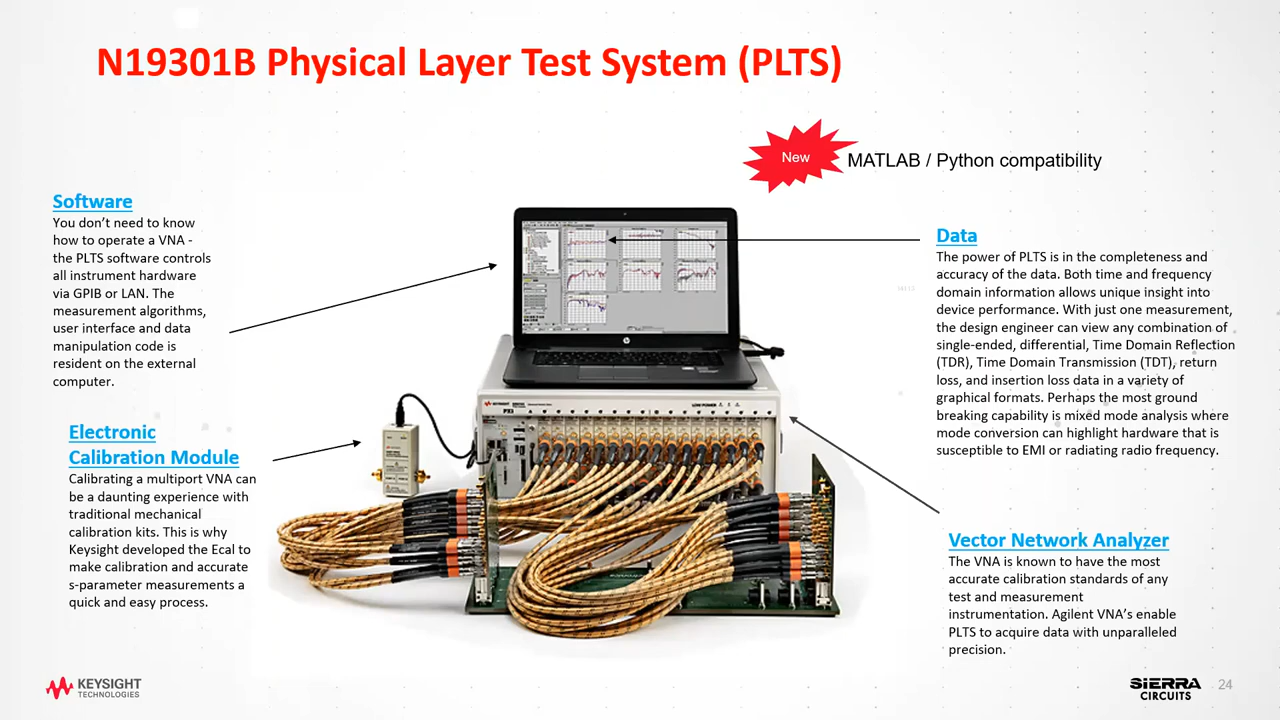 N19301B Physical Layer Test System (PLTS)
New
MATLAB / Python compatibility
Software
You don’t need to know
how to operate a VNA -
the PLTS software controls
all instrument hardware
via GPIB or LAN. The
measurement algorithms,
user interface and data
manipulation code is
resident on the external
computer.
Electronic
Calibration Module
Calibrating a multiport VNA can
be a daunting experience with
traditional mechanical
calibration kits. This is why
Keysight developed the Ecal to
make calibration and accurate
s-parameter measurements a
quick and easy process.
Data
The power of PLTS is in the completeness and
accuracy of the data. Both time and frequency
domain information allows unique insight into
device performance. With just one measurement,
the design engineer can view any combination of
single-ended, differential, Time Domain Reflection
(TDR), Time Domain Transmission (TDT), return
loss, and insertion loss data in a variety of
graphical formats. Perhaps the most ground
breaking capability is mixed mode analysis where
mode conversion can highlight hardware that is
susceptible to EMI or radiating radio frequency.
Vector Network Analyzer
The VNA is known to have the most
accurate calibration standards of any
test and measurement
instrumentation. Agilent VNA’s enable
PLTS to acquire data with unparalleled
precision.
hp
KEYSIGHT
PXI
KEYSIGHT
TECHNOLOGIES
SIERRA
CIRCUITS
24